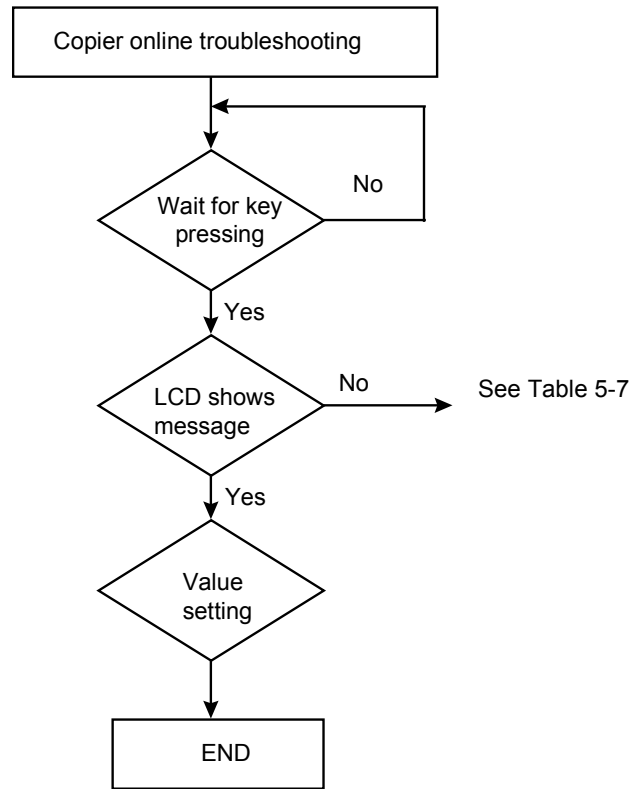 Copier online troubleshooting
No
Wait for key
pressing
Yes
No
See Table 5-7
LCD shows
message
Yes
Value
setting
END